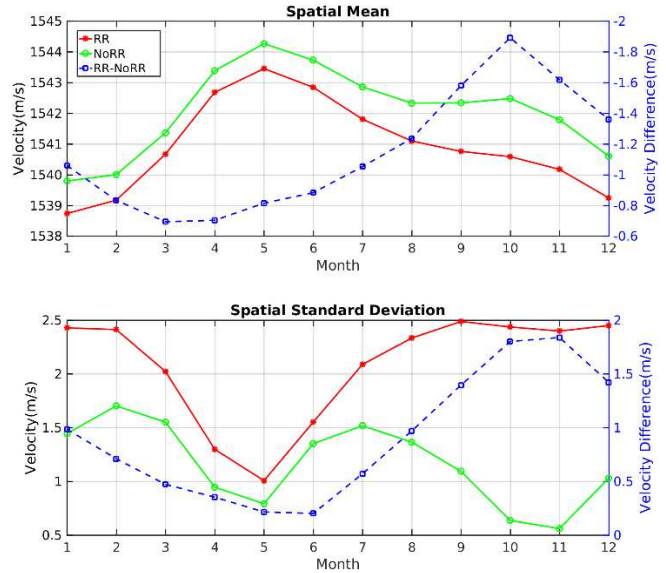 Spatial Mean
1545
1544
1543
1542
1541
1540
1539
1538
Velocity(m/s)
RR
NoRR
RR-NoRR
-2
-1.8
-1.6
-1.4
-1.2
-1
-0.8
-0.6
Velocity Difference(m/s)
1 2 3 4 5 6 7 8 9 10 11 12
Month
Spatial Standard Deviation
2.5
2
1.5
1
0.5
Velocity(m/s)
2
1.5
1
0.5
0
Velocity Difference(m/s)
1 2 3 4 5 6 7 8 9 10 11 12
Month